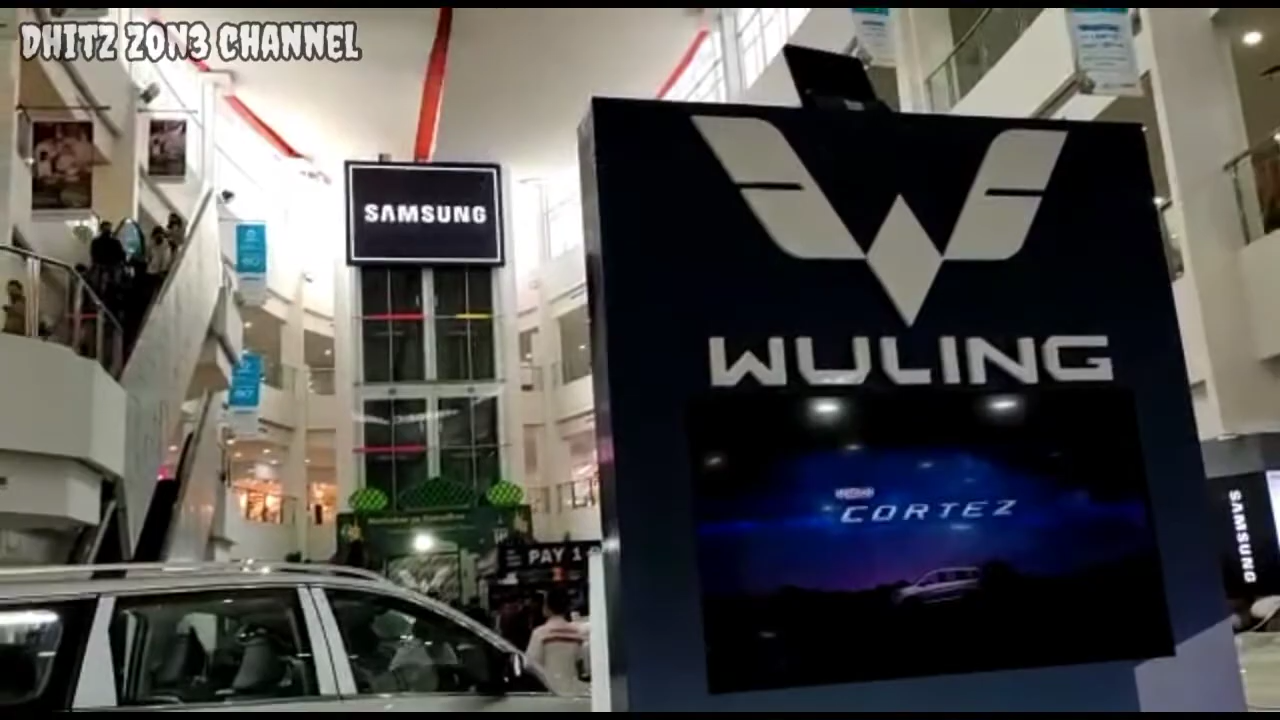 DHITZ ZON3 CHANNEL
SAMSUNG
WULING
CORTEZ
PAY 1
SAMSUNG